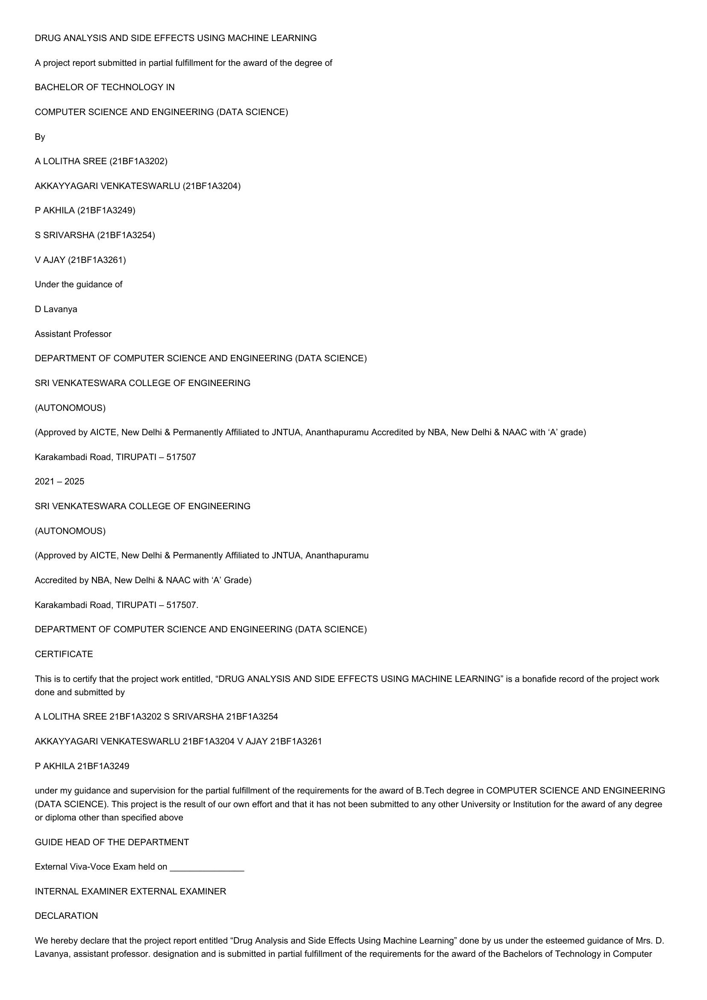 DRUG ANALYSIS AND SIDE EFFECTS USING MACHINE LEARNING
A project report submitted in partial fulfillment for the award of the degree of
BACHELOR OF TECHNOLOGY IN
COMPUTER SCIENCE AND ENGINEERING (DATA SCIENCE)
By
A LOLITHA SREE (21BF1A3202)
AKKAYYAGARI VENKATESWARLU (21BF1A3204)
P AKHILA (21BF1A3249)
S SRIVARSHA (21BF1A3254)
V AJAY (21BF1A3261)
Under the guidance of
D Lavanya
Assistant Professor
DEPARTMENT OF COMPUTER SCIENCE AND ENGINEERING (DATA SCIENCE)
SRI VENKATESWARA COLLEGE OF ENGINEERING
(AUTONOMOUS)
(Approved by AICTE, New Delhi & Permanently Affiliated to JNTUA, Ananthapuramu Accredited by NBA, New Delhi & NAAC with ‘A’ grade)
Karakambadi Road, TIRUPATI – 517507
2021 – 2025
SRI VENKATESWARA COLLEGE OF ENGINEERING
(AUTONOMOUS)
(Approved by AICTE, New Delhi & Permanently Affiliated to JNTUA, Ananthapuramu
Accredited by NBA, New Delhi & NAAC with ‘A’ Grade)
Karakambadi Road, TIRUPATI – 517507.
DEPARTMENT OF COMPUTER SCIENCE AND ENGINEERING (DATA SCIENCE)
CERTIFICATE
This is to certify that the project work entitled, “DRUG ANALYSIS AND SIDE EFFECTS USING MACHINE LEARNING” is a bonafide record of the project work
done and submitted by
A LOLITHA SREE 21BF1A3202 S SRIVARSHA 21BF1A3254
AKKAYYAGARI VENKATESWARLU 21BF1A3204 V AJAY 21BF1A3261
P AKHILA 21BF1A3249
under my guidance and supervision for the partial fulfillment of the requirements for the award of B.Tech degree in COMPUTER SCIENCE AND ENGINEERING
(DATA SCIENCE). This project is the result of our own effort and that it has not been submitted to any other University or Institution for the award of any degree
or diploma other than specified above
GUIDE HEAD OF THE DEPARTMENT
External Viva-Voce Exam held on _______________
INTERNAL EXAMINER EXTERNAL EXAMINER
DECLARATION
We hereby declare that the project report entitled “Drug Analysis and Side Effects Using Machine Learning” done by us under the esteemed guidance of Mrs. D.
Lavanya, assistant professor. designation and is submitted in partial fulfillment of the requirements for the award of the Bachelors of Technology in Computer